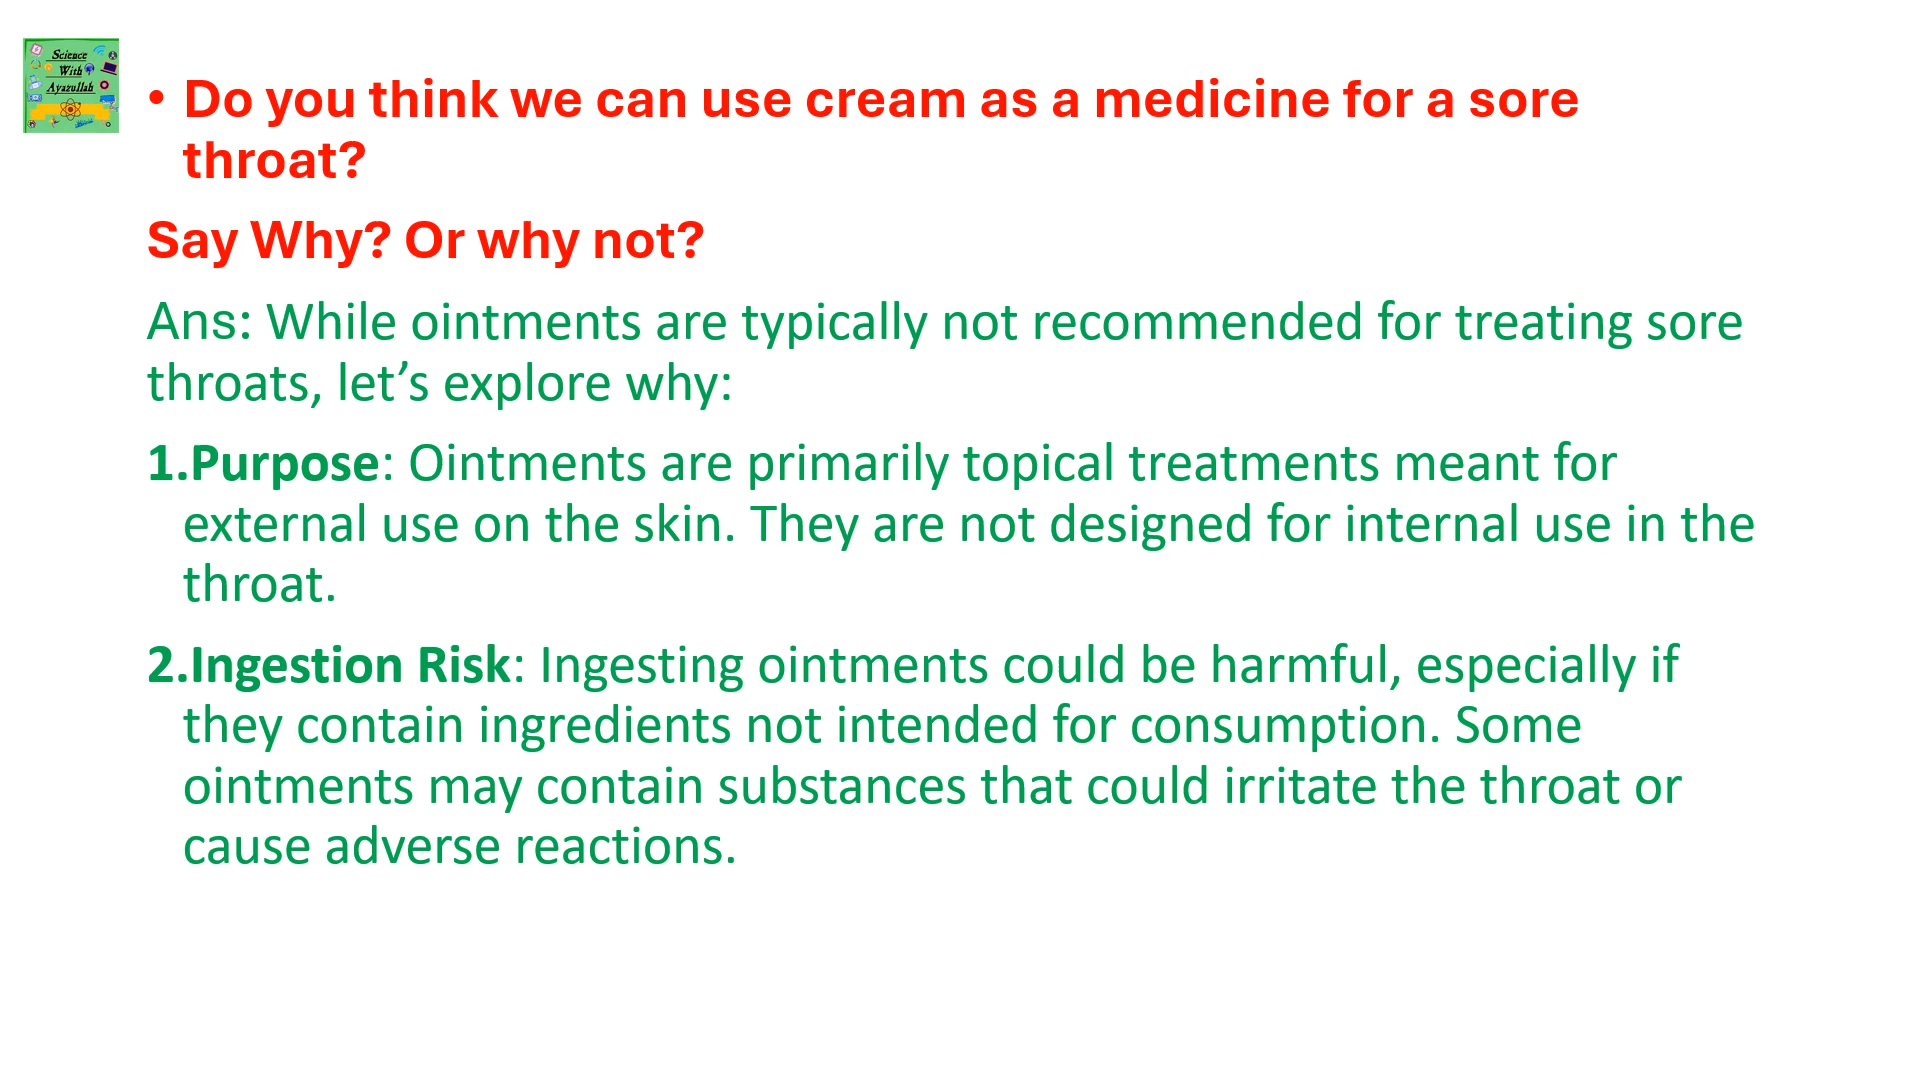 Science
With
Ayazullah
• Do you think we can use cream as a medicine for a sore
throat?
Say Why? Or why not?
Ans: While ointments are typically not recommended for treating sore
throats, let’s explore why:
1.Purpose: Ointments are primarily topical treatments meant for
external use on the skin. They are not designed for internal use in the
throat.
2.Ingestion Risk: Ingesting ointments could be harmful, especially if
they contain ingredients not intended for consumption. Some
ointments may contain substances that could irritate the throat or
cause adverse reactions.